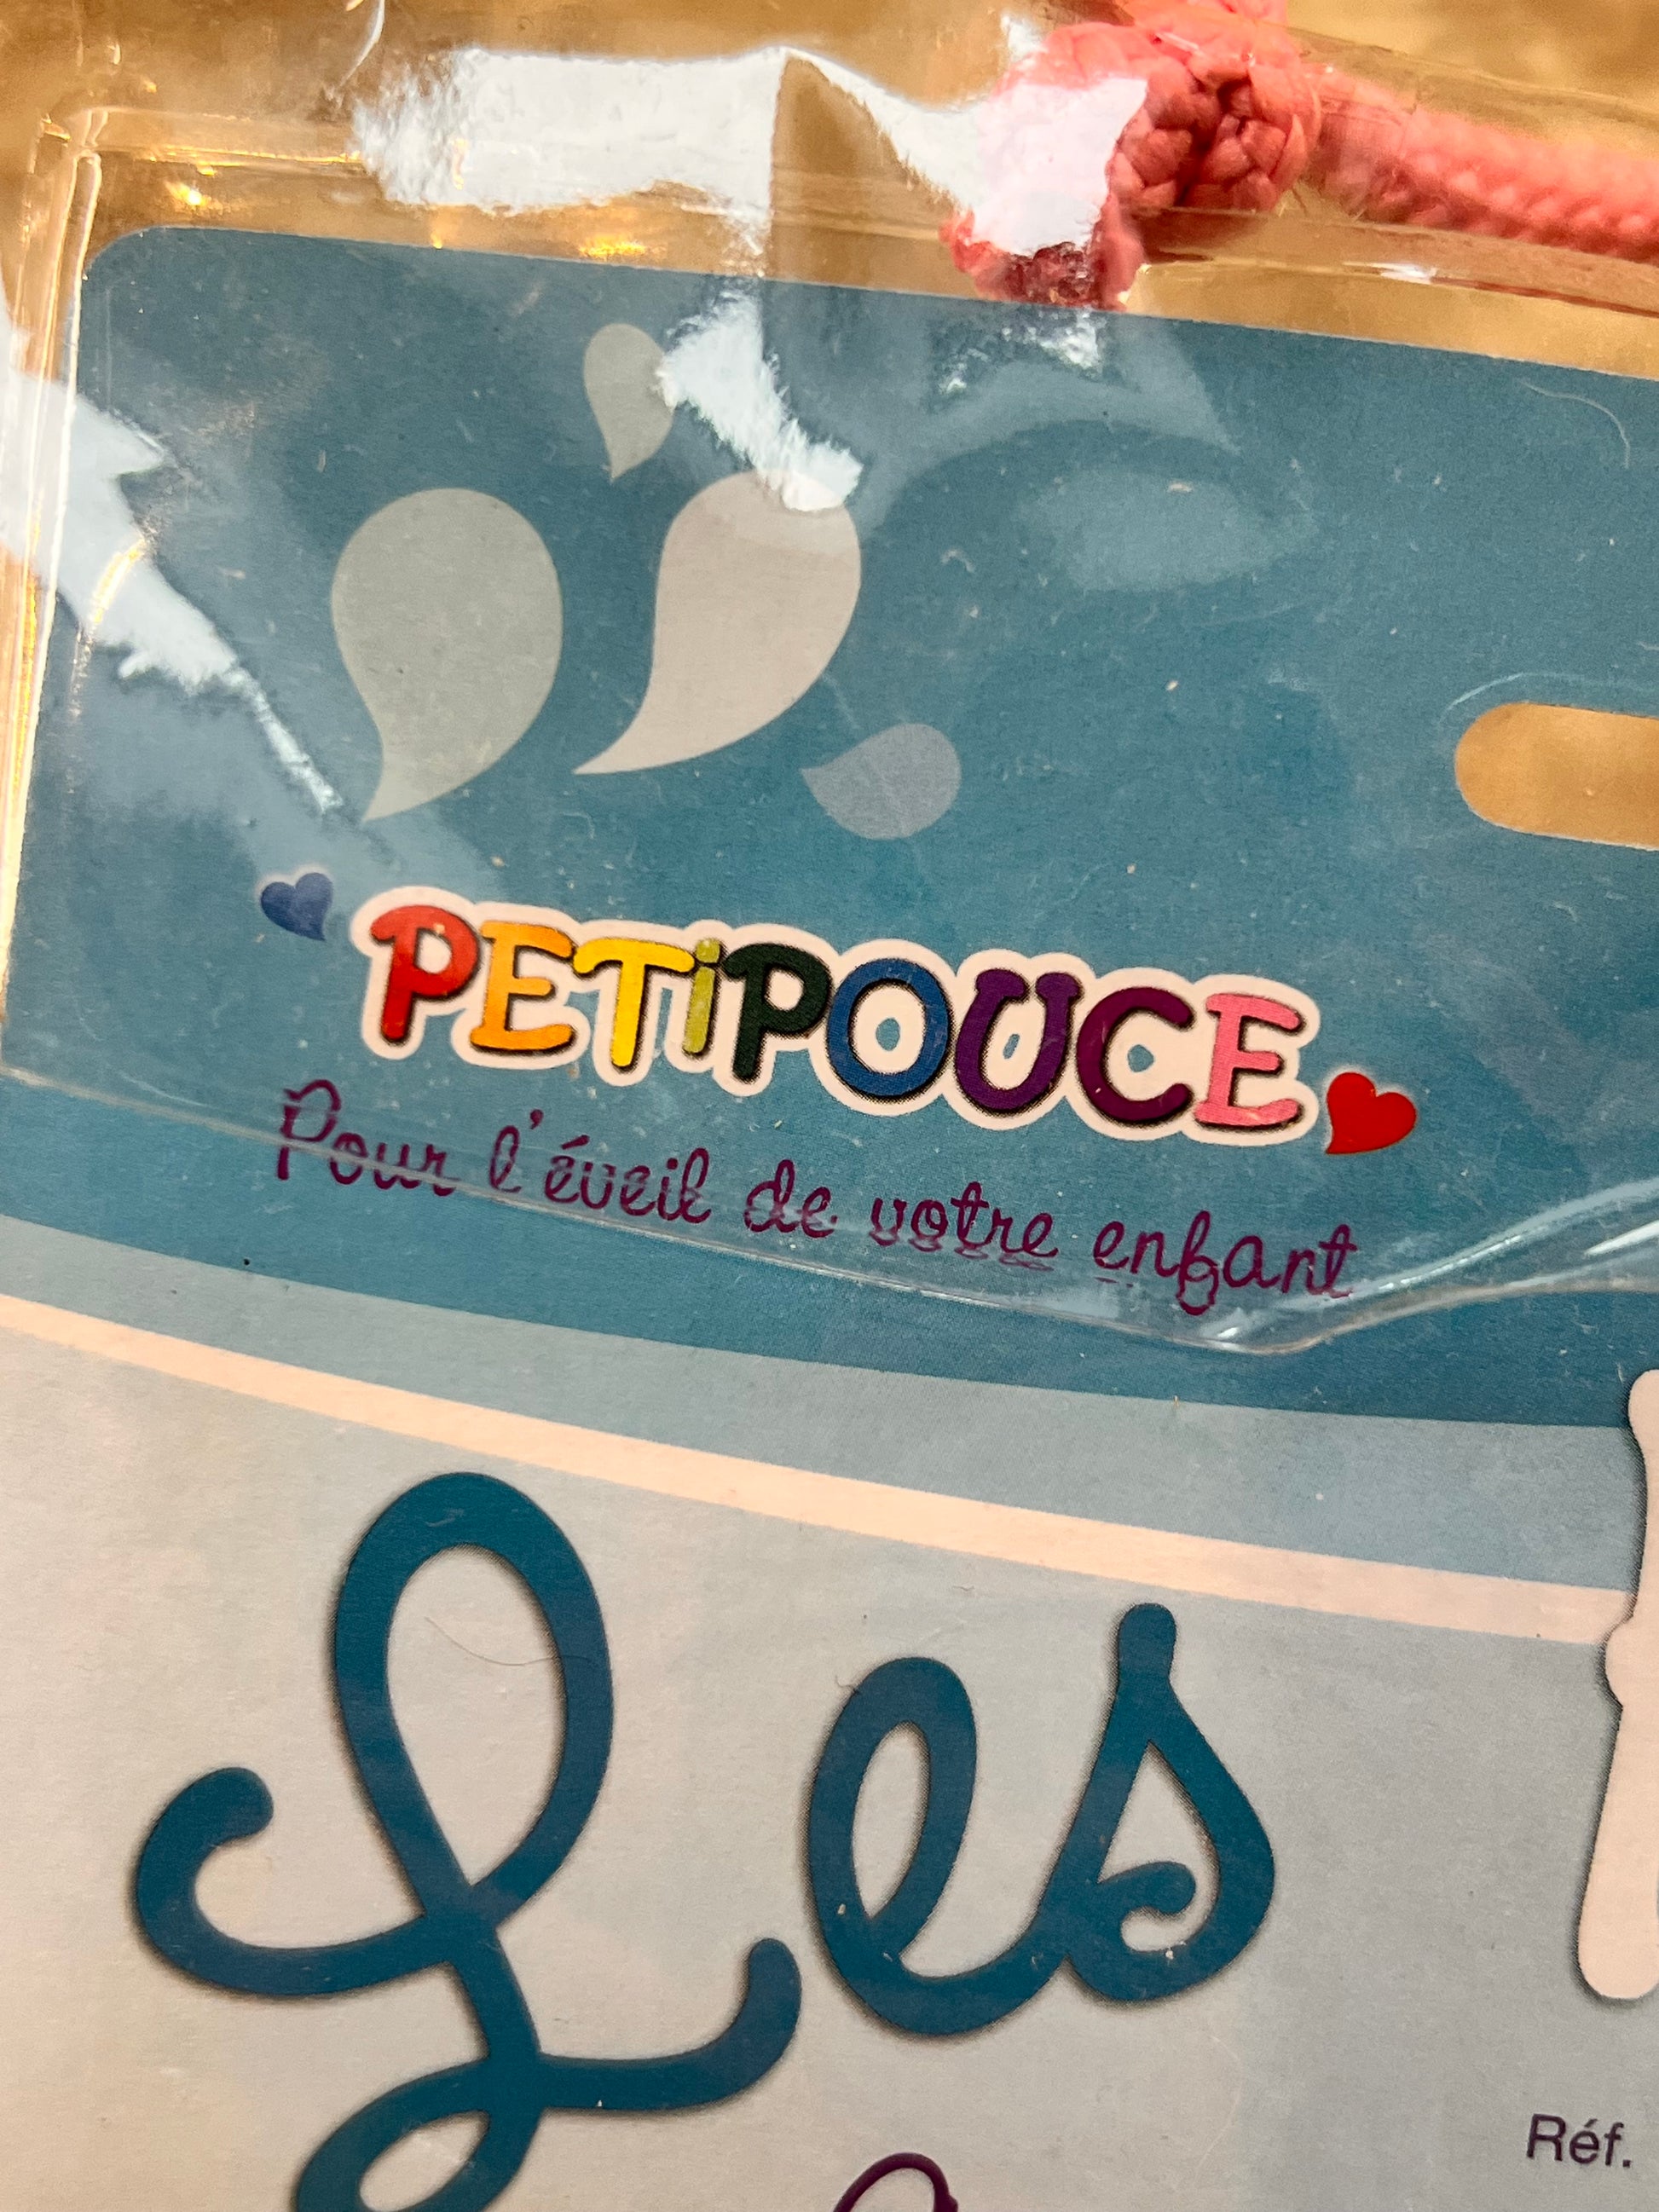 PETiPOUCE
Pour l'éveil de votre enfant
Les
Réf.